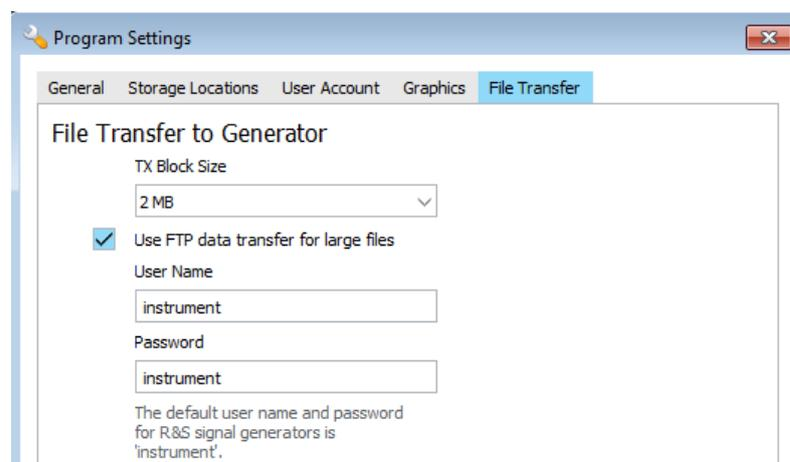 Program Settings
General Storage Locations User Account Graphics File Transfer
File Transfer to Generator
TX Block Size
2 MB
Use FTP data transfer for large files
User Name
instrument
Password
instrument
The default user name and password
for R&S signal generators is
'instrument'.